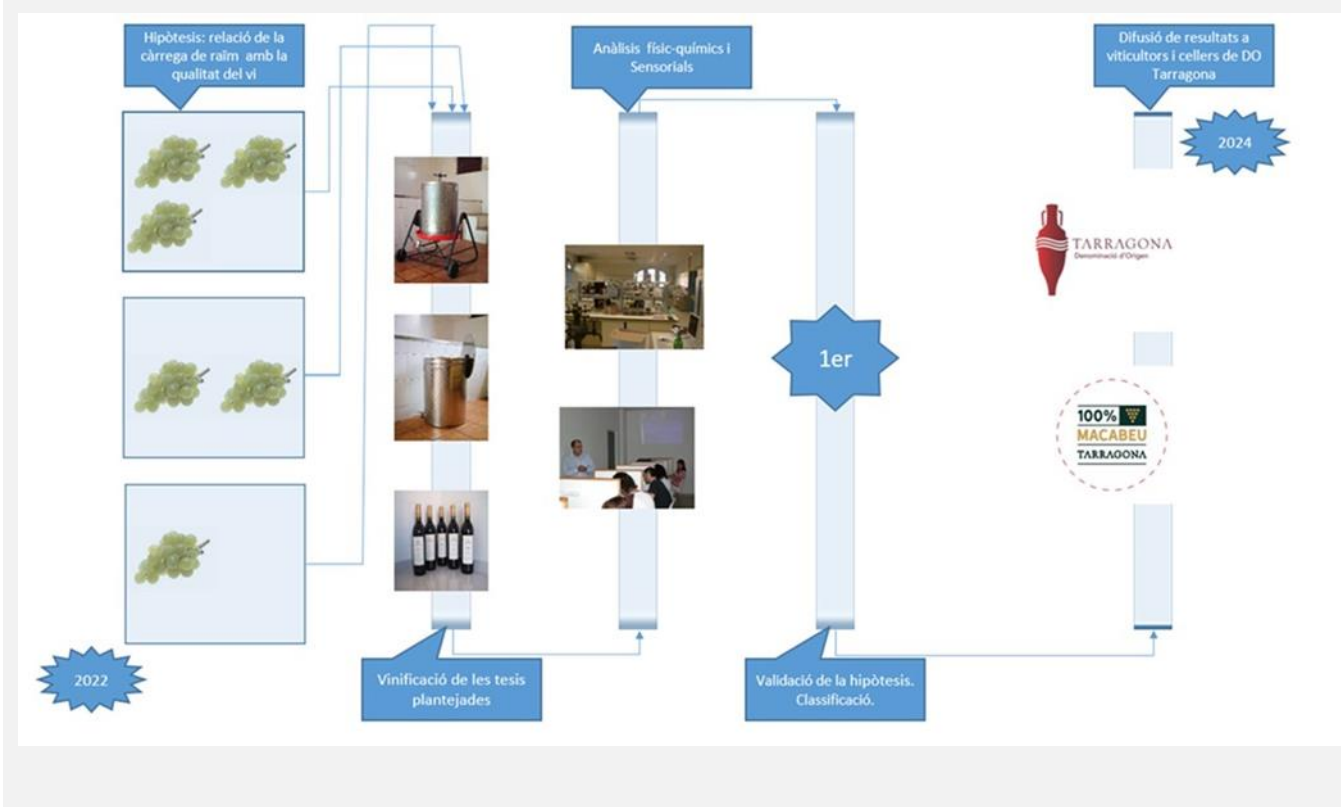 Hipòtesis: relació de la
càrrega de raïm amb la
qualitat del vi
Anàlisis físic-químics i
Sensorials
Difusió de resultats a
viticultors i cellers de DO
Tarragona
2024
TARRAGONA
Denominació d'Origen
1er
100%
MACABEU
TARRAGONA
2022
Vinificació de les tesis
plantejades
Validació de la hipòtesis.
Classificació.